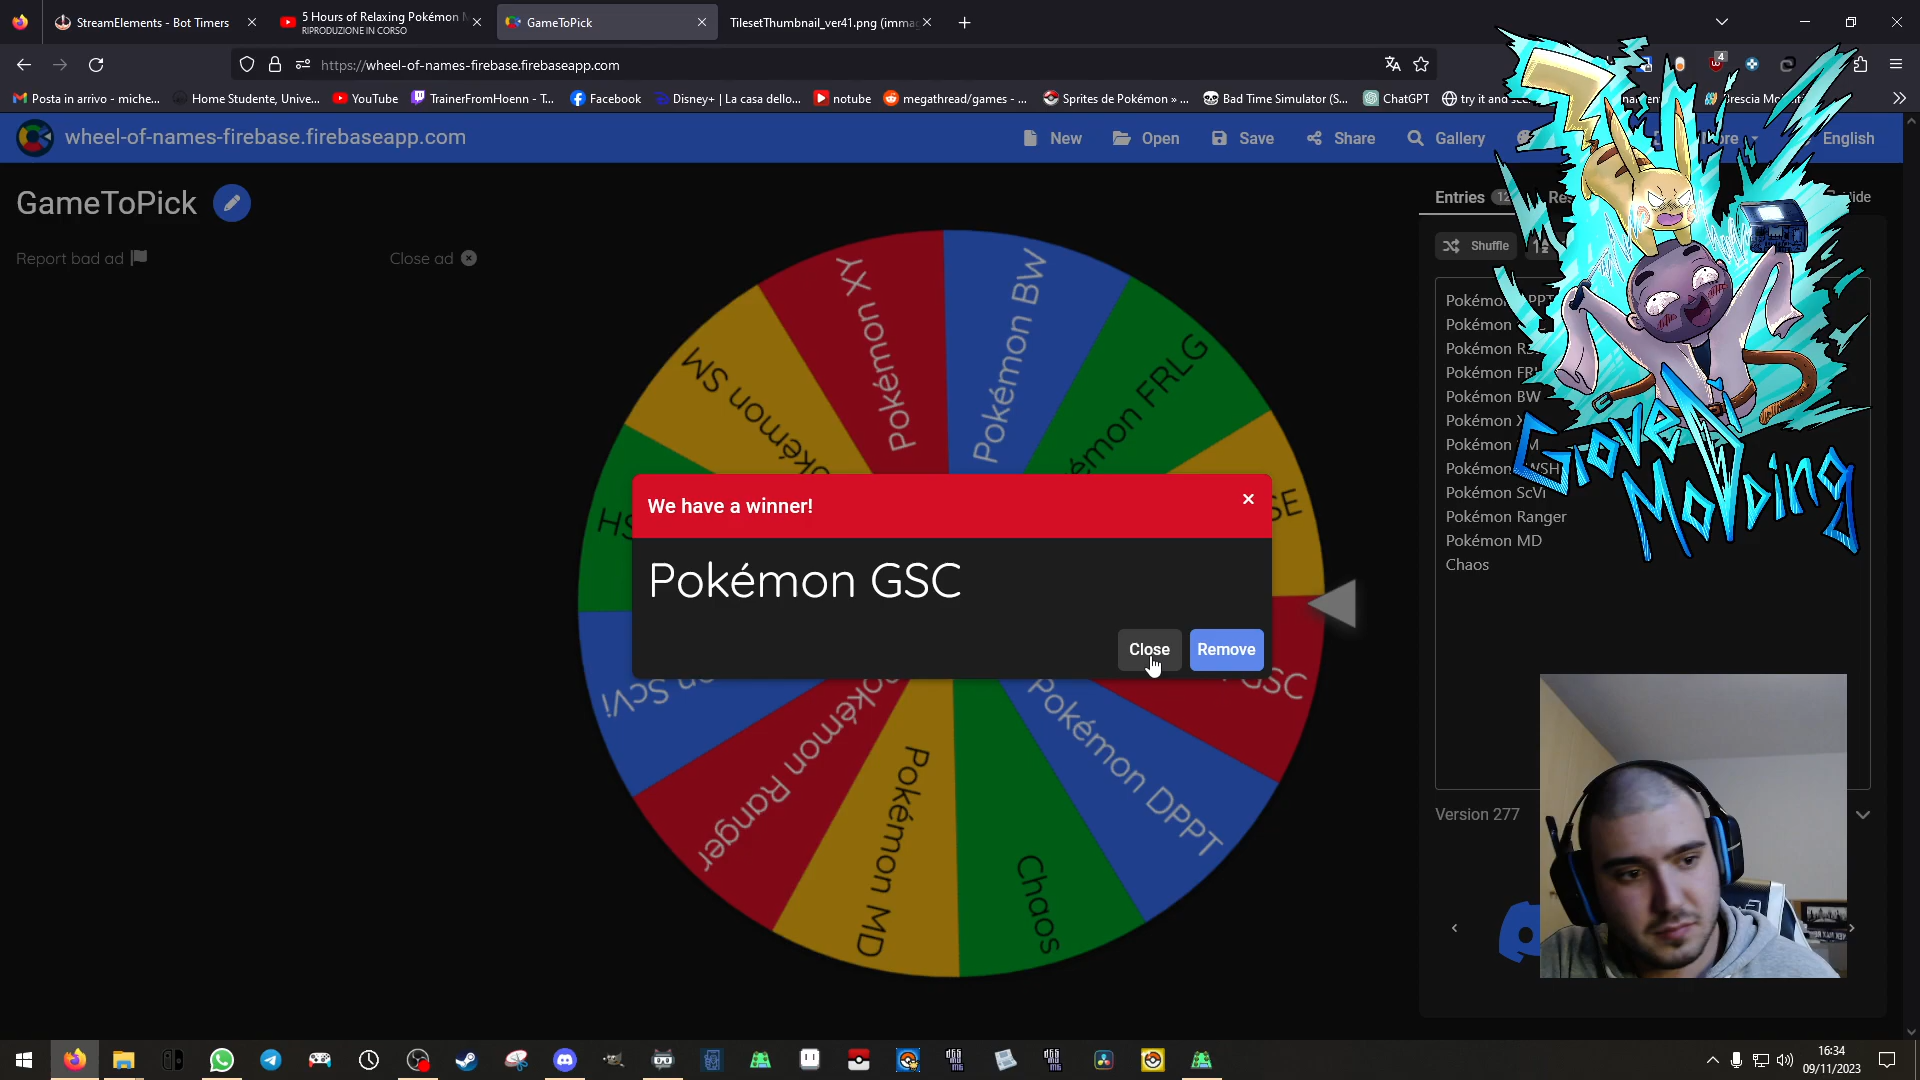 StreamElements - Bot Timers
5 Hours of Relaxing Pokémon
RIPRODUZIONE IN CORSO
GameToPick
TilesetThumbnail_ver41.png (imma
https://wheel-of-names-firebase.firebaseapp.com
4
Posta in arrivo - miche...
Home Studente, Unive...
YouTube
TrainerFromHoenn - T...
Facebook
Disney+ | La casa dello...
notube
megathread/games - ...
Sprites de Pokémon » ...
Bad Time Simulator (S...
ChatGPT
wheel-of-names-firebase.firebaseapp.com
New
Open
Save
Share
Gallery
English
GameToPick
Report bad ad
Close ad
Entries
Shuffle
Pokémon
Pokémon
Pokémon
Pokémon
Pokémon BW
Pokémon
Pokémon
Pokémon
Pokémon ScVi
Pokémon Ranger
Pokémon MD
Chaos
Version 277
GioveN
MoDDing
Pokémon XY
Pokémon BW
Pokémon SM
We have a winner!
Pokémon GSC
Close
Remove
Pokémon Ranger
Pokémon MD
Chaos
Pokémon DPPT
16:34
09/11/2023